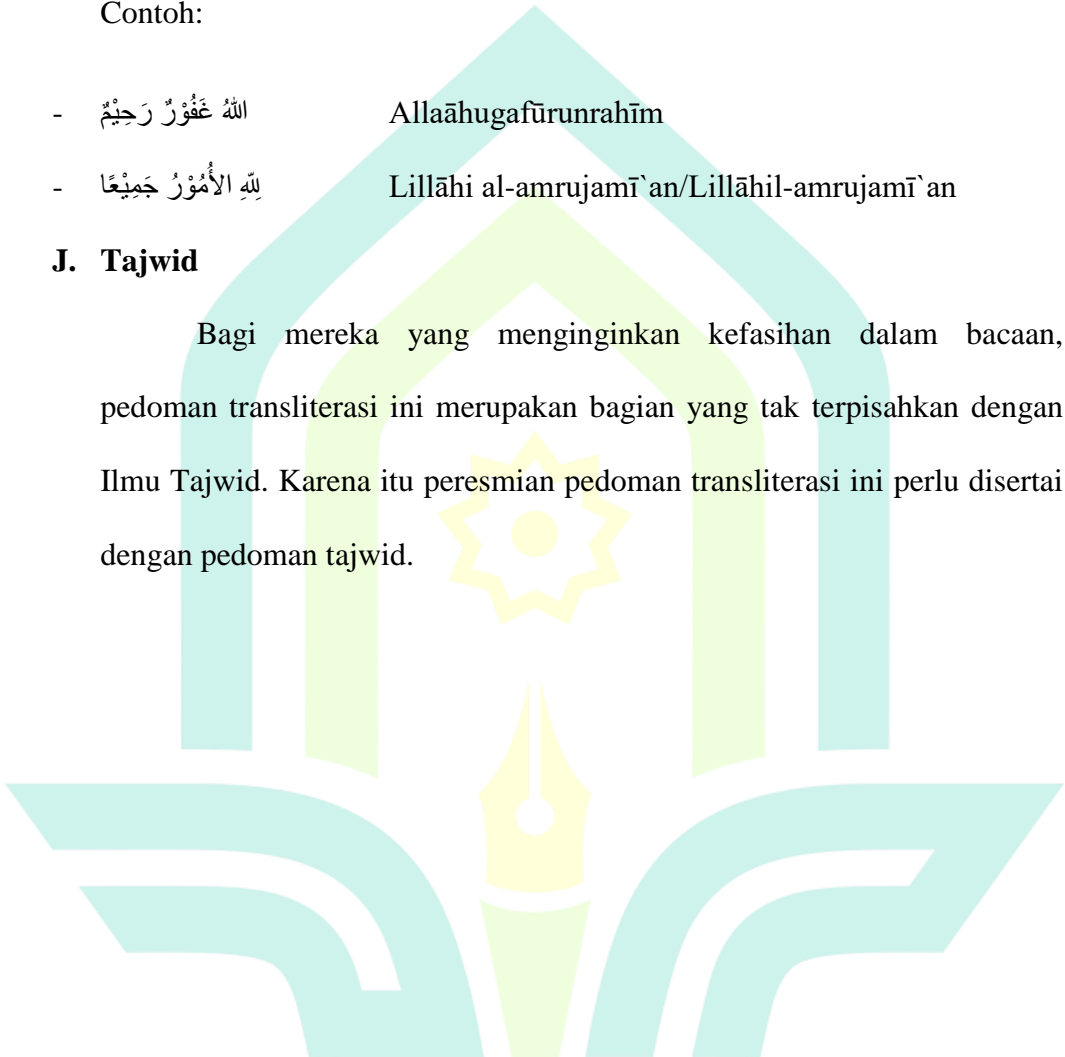 Contoh:
- اللهُ غَفُوْرٌ رَحِيْمٌ Allaāhugafūrunrahīm
- لِلّهِ الأُمُوْرُ جَمِيْعًا Lillāhi al-amrujamī`an/Lillāhil-amrujamī`an
J. Tajwid
Bagi mereka yang menginginkan kefasihan dalam bacaan,
pedoman transliterasi ini merupakan bagian yang tak terpisahkan dengan
Ilmu Tajwid. Karena itu peresmian pedoman transliterasi ini perlu disertai
dengan pedoman tajwid.